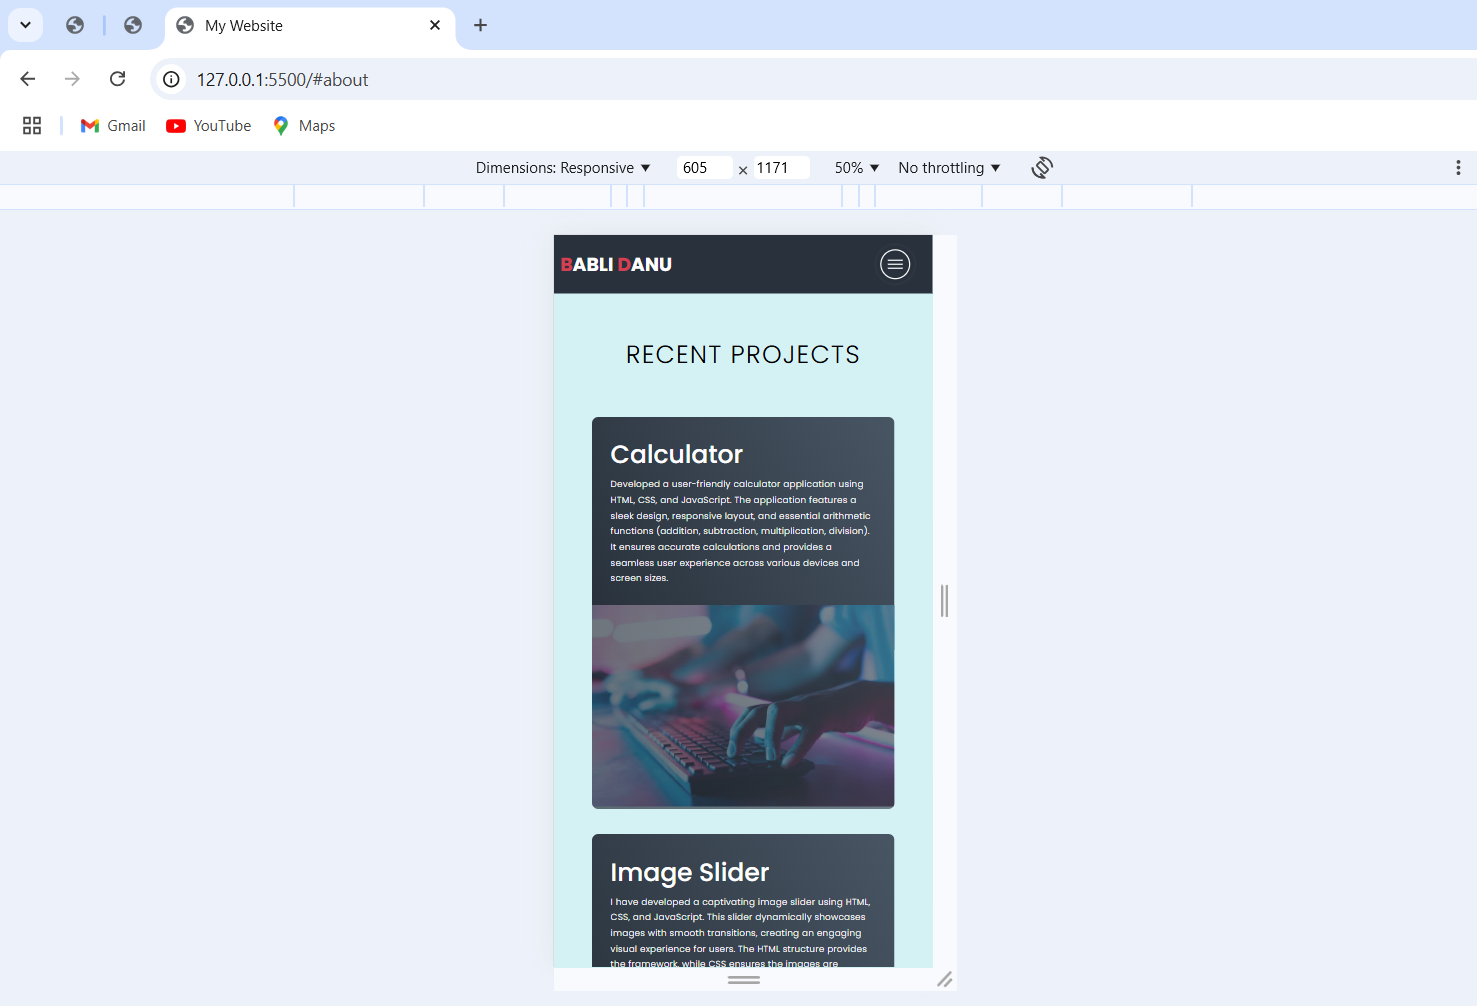 My Website
127.0.0.1:5500/#about
Gmail YouTube Maps
Dimensions: Responsive 605 × 1171 50% No throttling
BABLI DANU
RECENT PROJECTS
Calculator
Developed a user-friendly calculator application using
HTML, CSS, and JavaScript. The application features a
sleek design, responsive layout, and essential arithmetic
functions (addition, subtraction, multiplication, division).
It ensures accurate calculations and provides a
seamless user experience across various devices and
screen sizes.
Image Slider
I have developed a captivating image slider using HTML,
CSS, and JavaScript. This slider dynamically showcases
images with smooth transitions, creating an engaging
visual experience for users. The HTML structure provides
the framework, while CSS ensures the images are